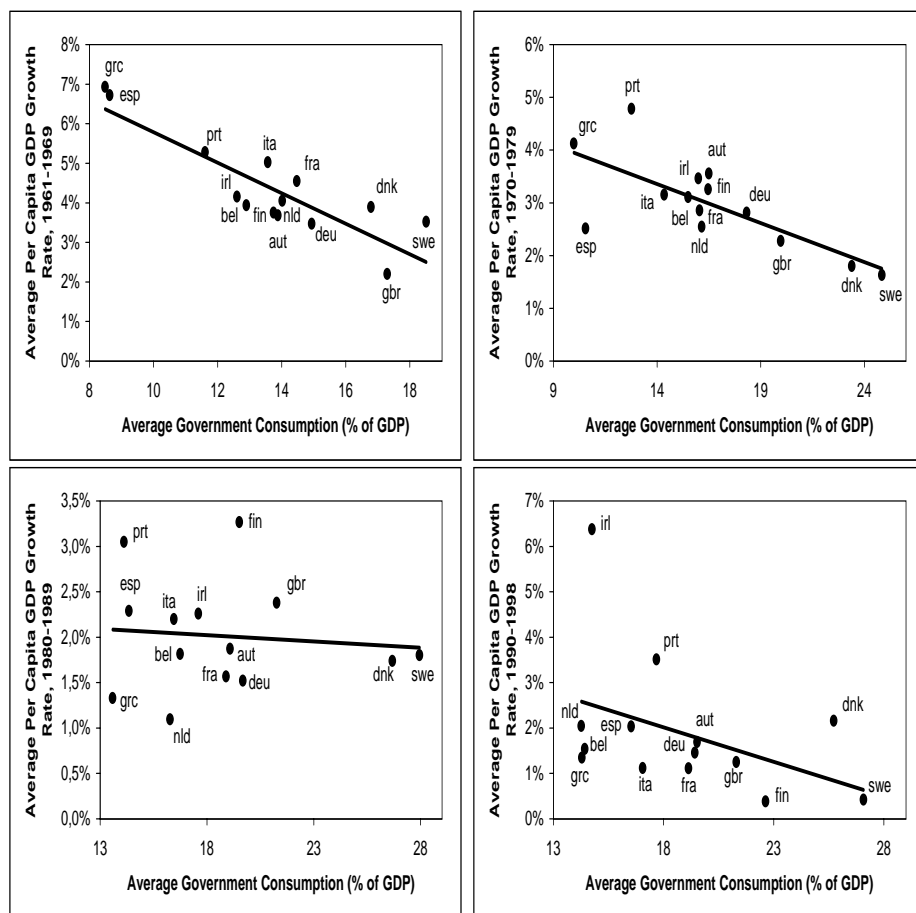 Average Per Capita GDP Growth
Rate, 1961-1969
8%
7%
6%
5%
4%
3%
2%
1%
0%
grc
esp
prt
ita
fra
irl
dnk
bel
fin
nld
aut
deu
swe
gbr
8
10
12
14
16
18
Average Government Consumption (% of GDP)
Average Per Capita GDP Growth
Rate, 1970-1979
6%
5%
4%
3%
2%
1%
0%
prt
grc
aut
irl
fin
deu
ita
bel
fra
esp
nld
gbr
dnk
swe
9
14
19
24
Average Government Consumption (% of GDP)
Average Per Capita GDP Growth
Rate, 1980-1989
3,5%
3,0%
2,5%
2,0%
1,5%
1,0%
0,5%
0,0%
fin
prt
esp
ita
irl
gbr
bel
aut
fra
deu
dnk
swe
grc
nld
13
18
23
28
Average Government Consumption (% of GDP)
Average Per Capita GDP Growth
Rate, 1990-1998
7%
6%
5%
4%
3%
2%
1%
0%
irl
prt
nld
esp
aut
dnk
bel
deu
grc
ita
fra
gbr
fin
swe
13
18
23
28
Average Government Consumption (% of GDP)